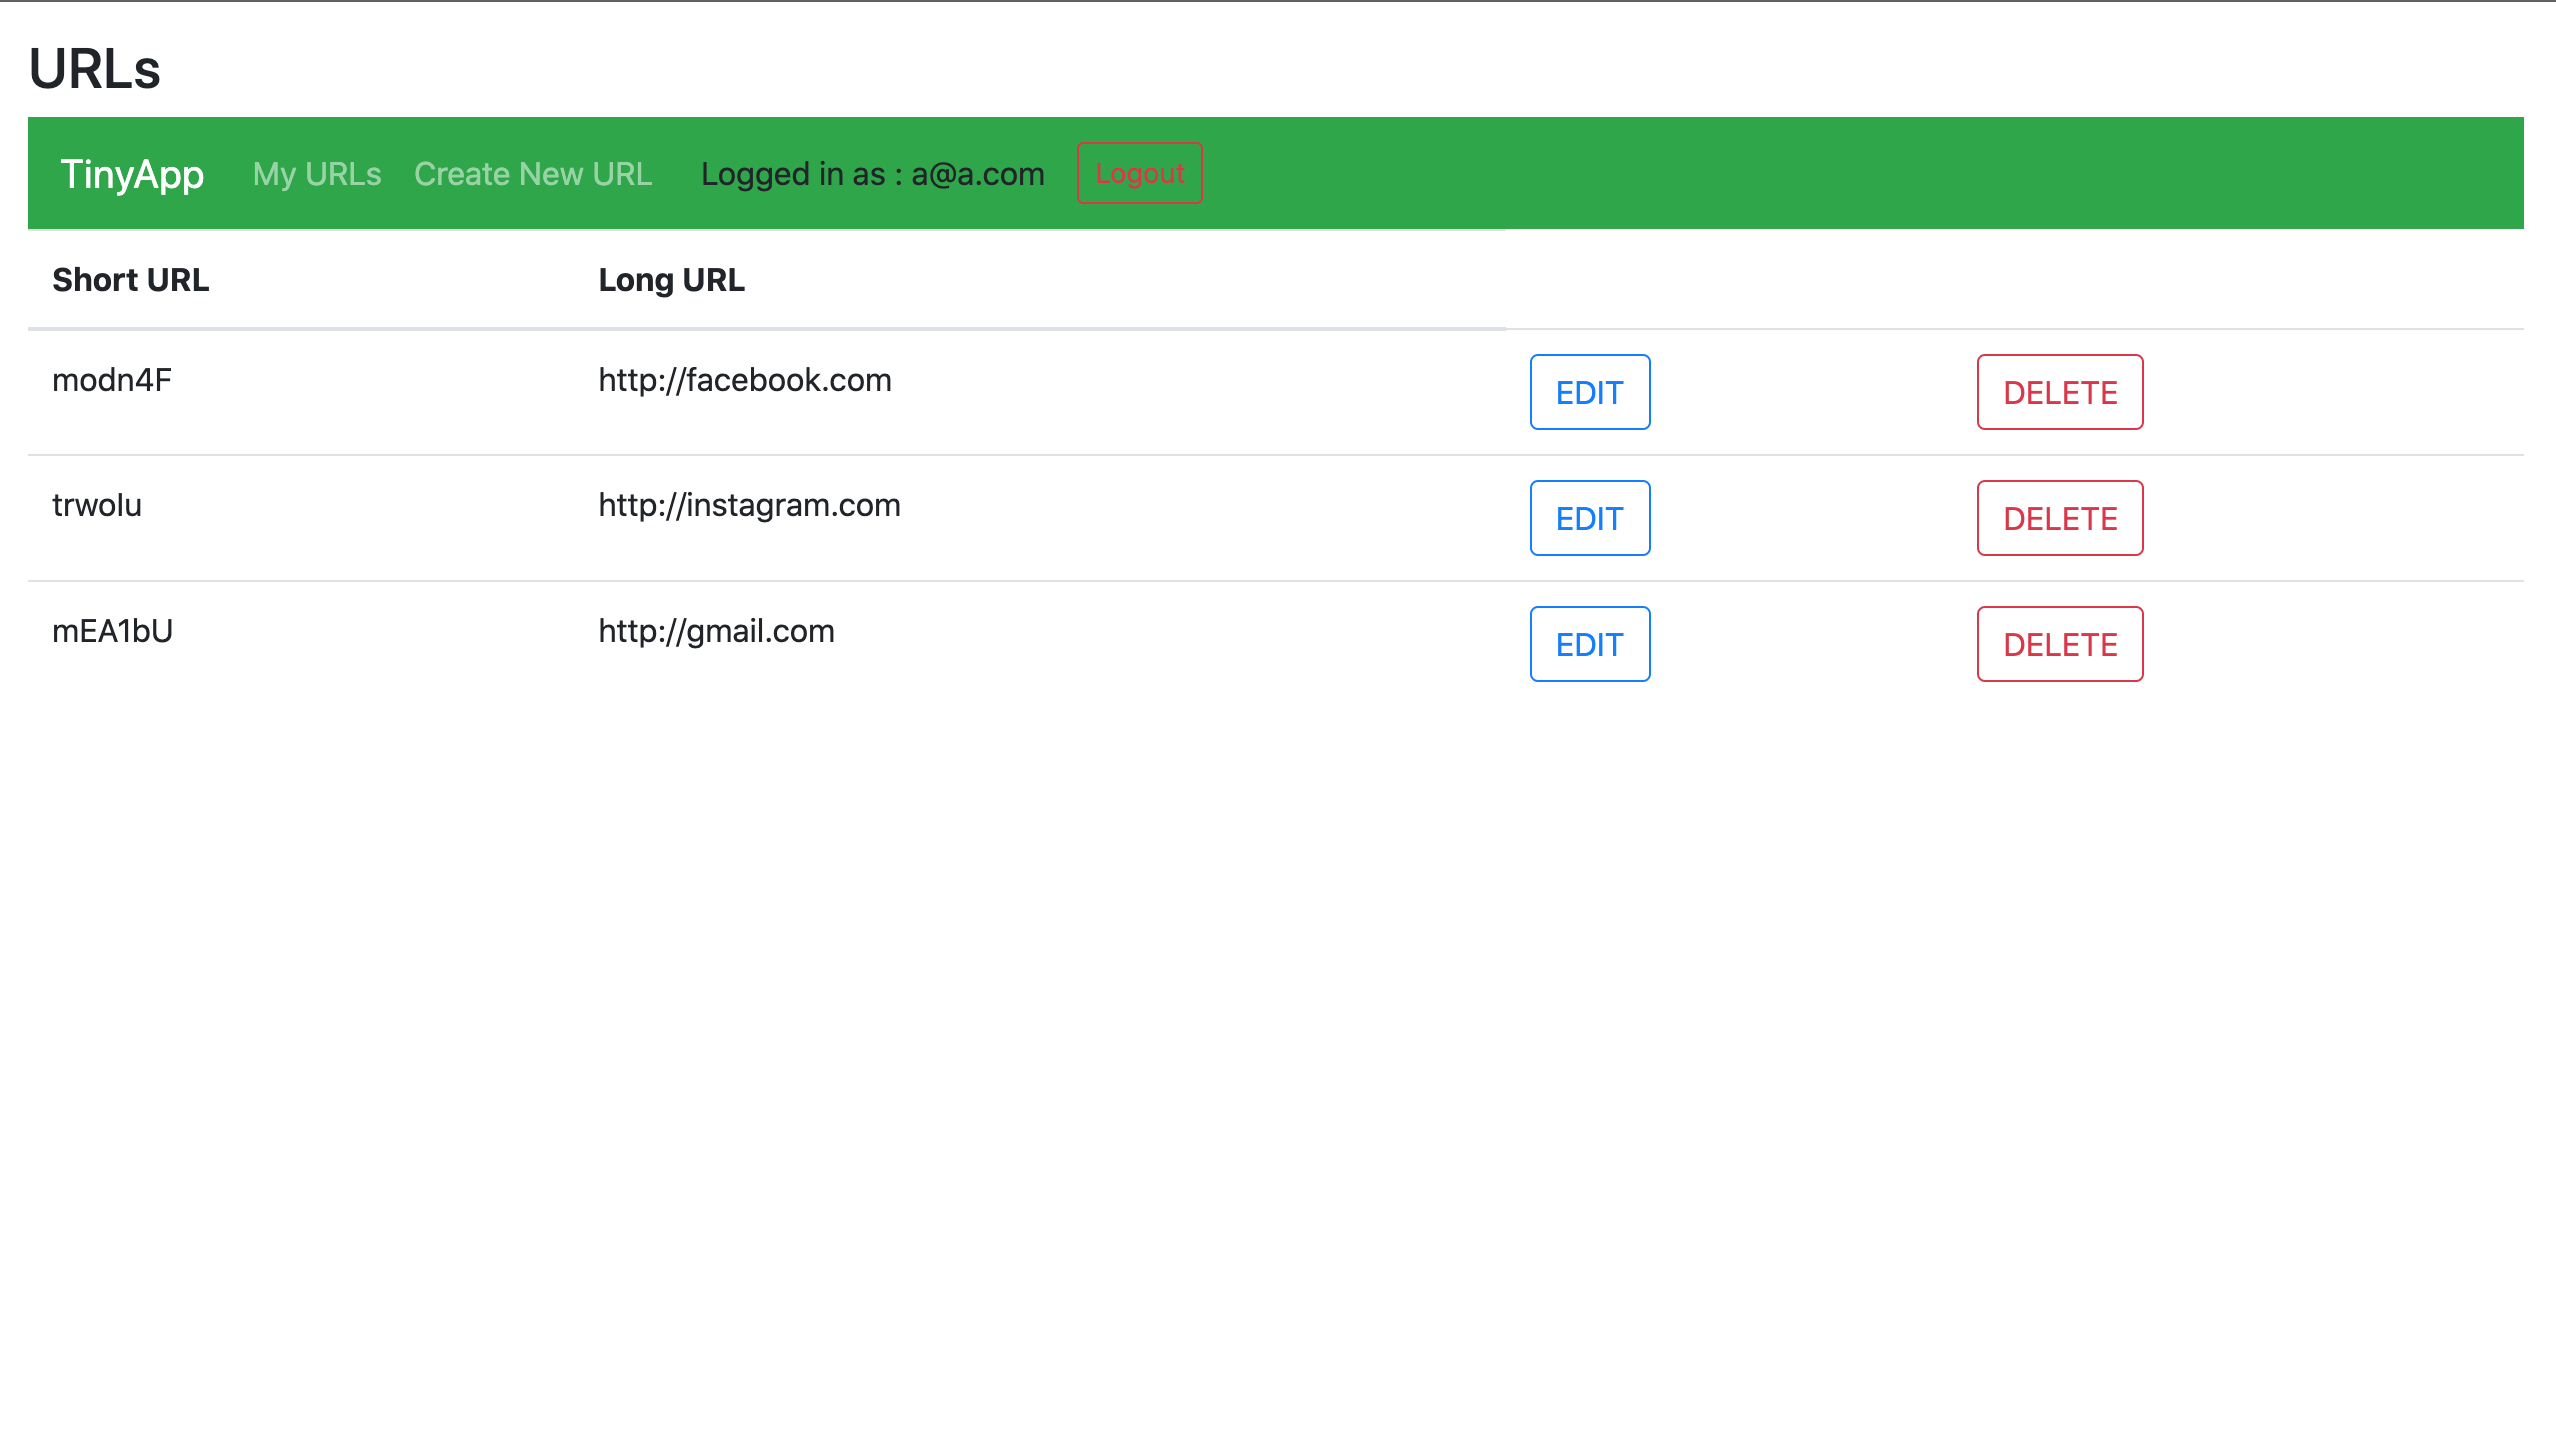 URLs
TinyApp My URLs Create New URL Logged in as : a@a.com Logout
Short URL Long URL
modn4F http://facebook.com EDIT DELETE
trwolu http://instagram.com EDIT DELETE
mEA1bU http://gmail.com EDIT DELETE